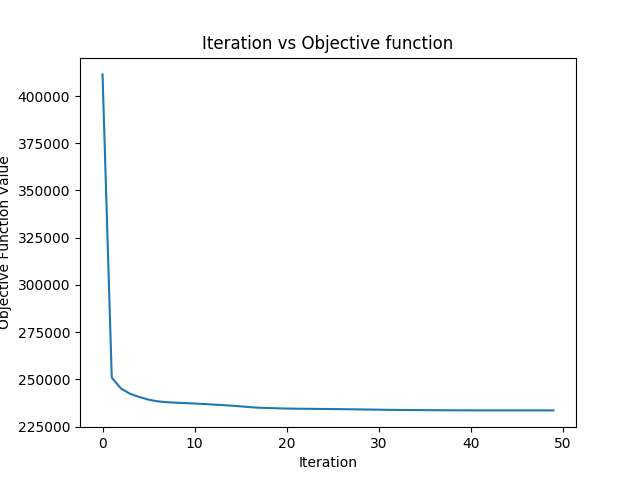 Iteration vs Objective function
400000
375000
350000
325000
300000
275000
250000
225000
Objective Function Value
0 10 20 30 40 50
Iteration